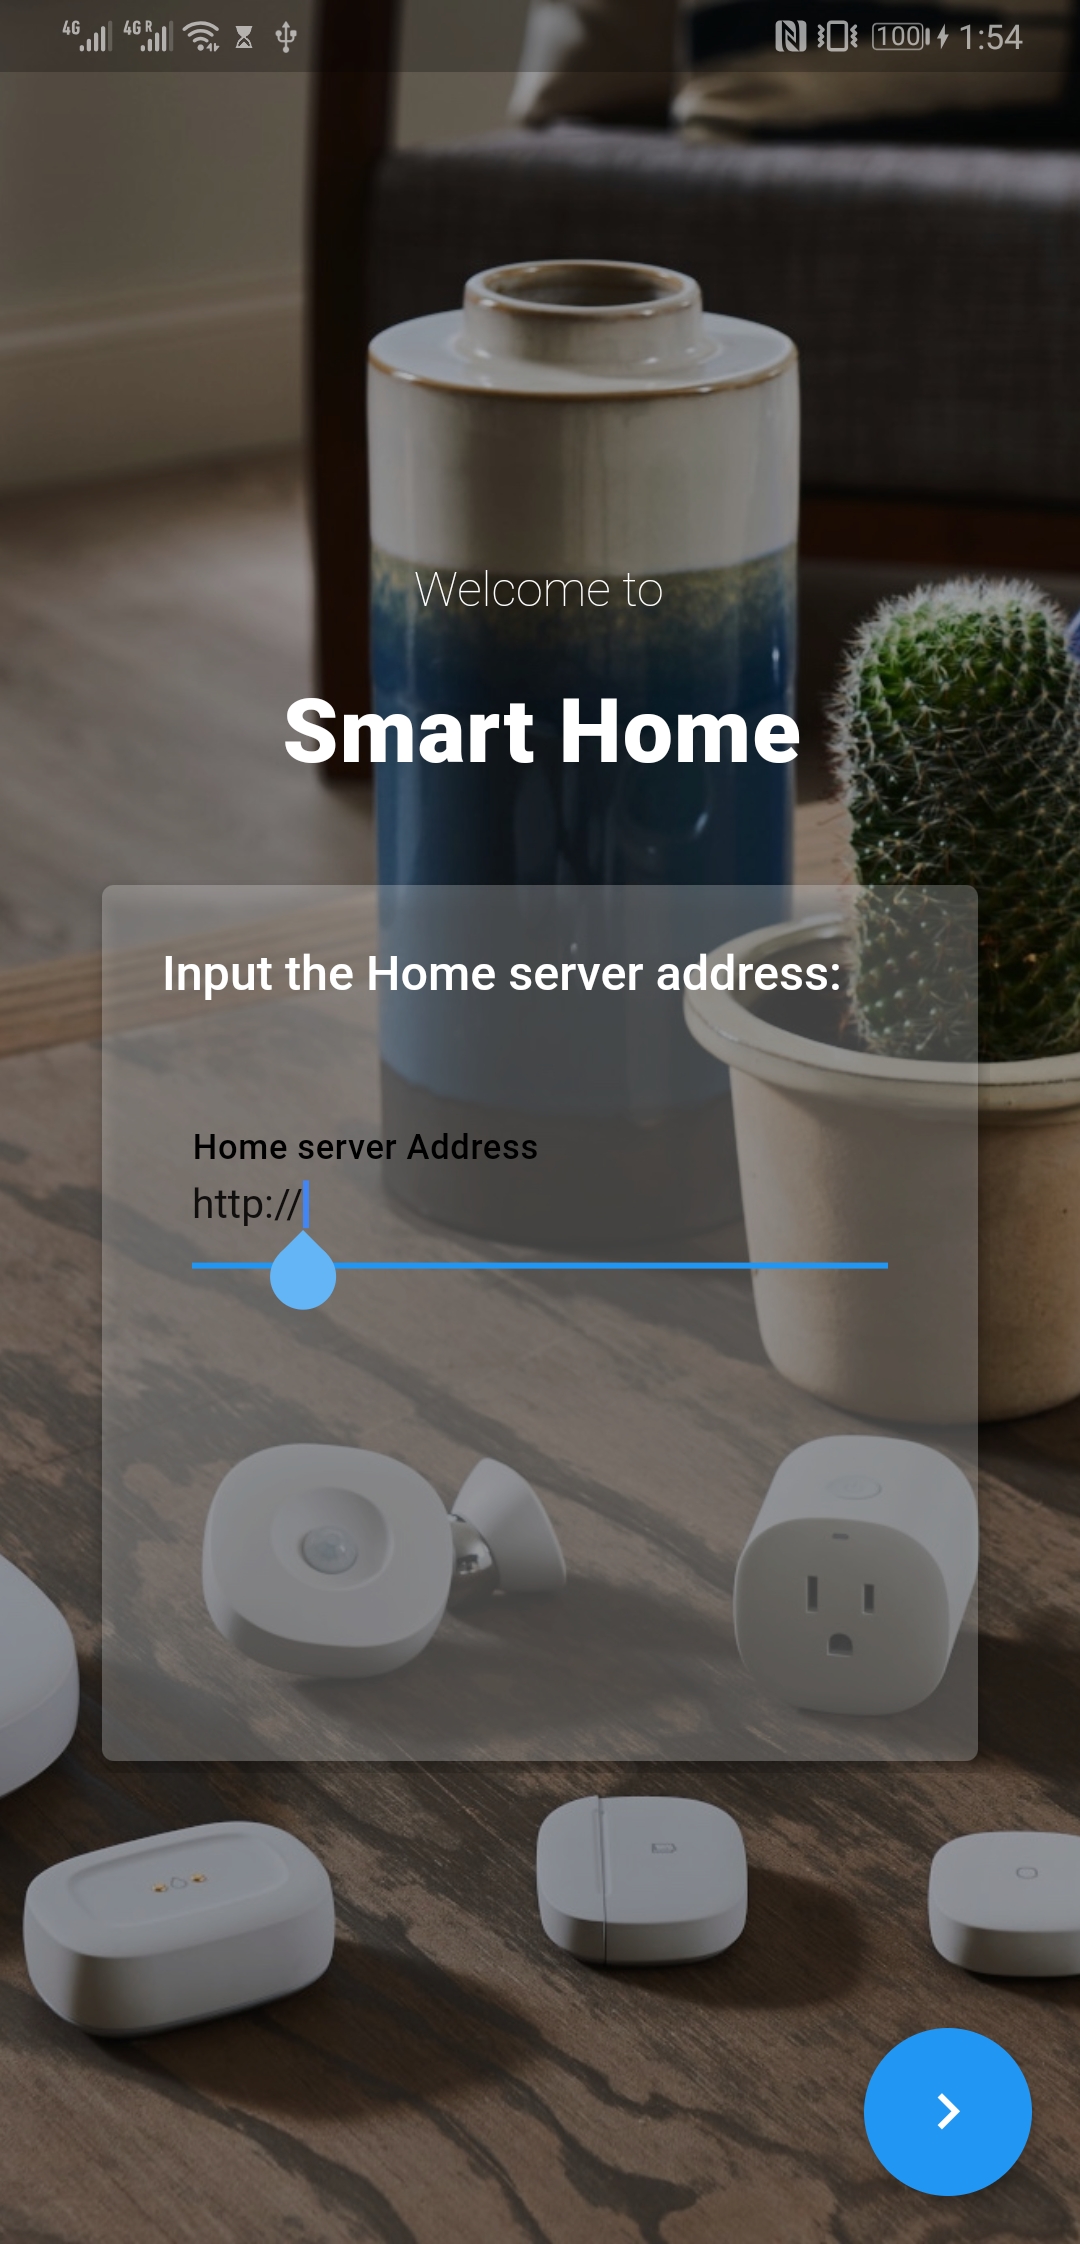 4G 4G R 100 1:54
Welcome to
Smart Home
Input the Home server address:
Home server Address
http://